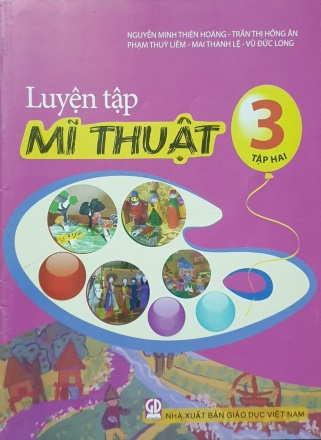 NGUYỄN MINH THIÊN HOÀNG - TRẦN THỊ HỒNG ÂN
PHẠM THUÝ LIÊM - MAI THANH LỆ - VŨ ĐỨC LONG
Luyện tập
MĨ THUẬT
3
TẬP HAI
NHÀ XUẤT BẢN GIÁO DỤC VIỆT NAM